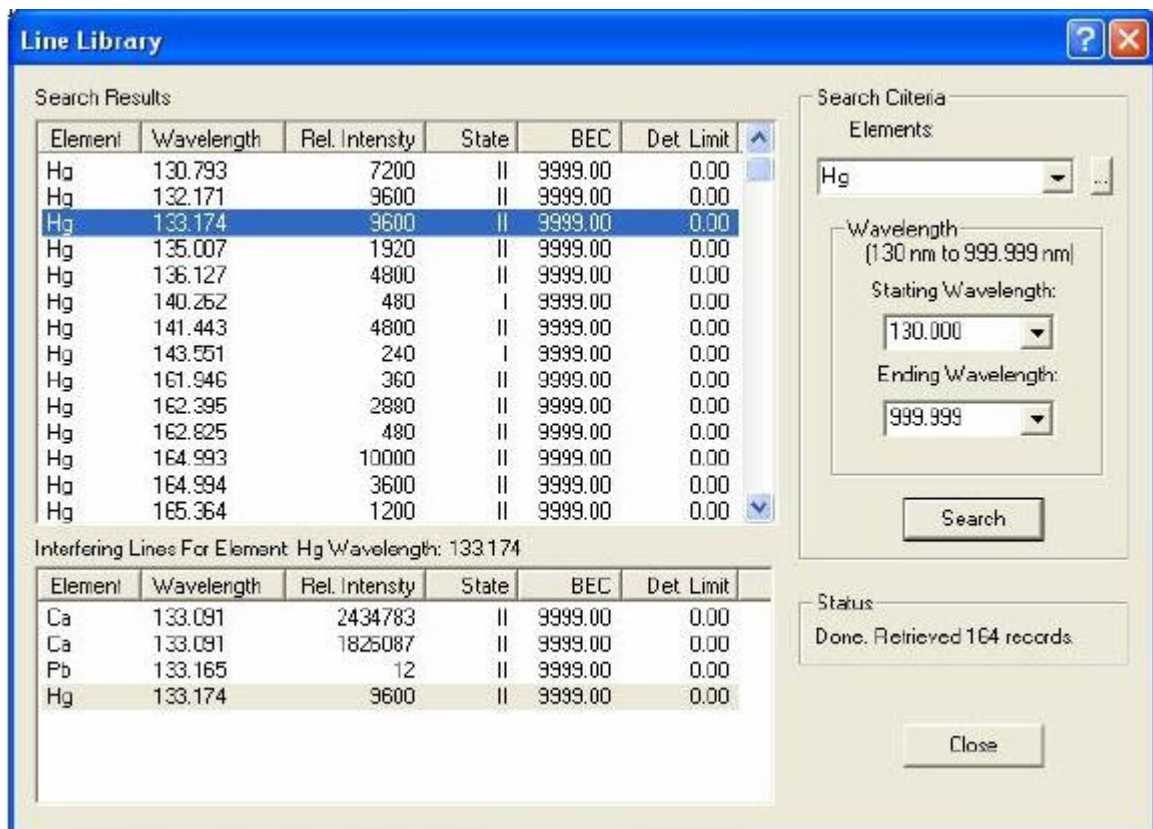 Line Library
Search Results
Element Wavelength Rel. Intensity State BEC Det. Limit
Hg 130.793 7200 II 9999.00 0.00
Hg 132.171 9600 II 9999.00 0.00
Hg 133.174 9600 II 9999.00 0.00
Hg 135.007 1920 II 9999.00 0.00
Hg 136.127 4800 II 9999.00 0.00
Hg 140.262 480 I 9999.00 0.00
Hg 141.443 4800 II 9999.00 0.00
Hg 143.551 240 I 9999.00 0.00
Hg 161.946 360 II 9999.00 0.00
Hg 162.395 2880 II 9999.00 0.00
Hg 162.825 480 II 9999.00 0.00
Hg 164.993 10000 II 9999.00 0.00
Hg 164.994 3600 II 9999.00 0.00
Hg 165.364 1200 II 9999.00 0.00
Interfering Lines For Element: Hg Wavelength: 133.174
Element Wavelength Rel. Intensity State BEC Det. Limit
Ca 133.091 2434783 II 9999.00 0.00
Ca 133.091 1826087 II 9999.00 0.00
Pb 133.165 12 II 9999.00 0.00
Hg 133.174 9600 II 9999.00 0.00
Search Criteria
Elements
Hg
...
Wavelength
(130 nm to 999.999 nm)
Starting Wavelength:
130.000
Ending Wavelength:
999.999
Search
Status
Done. Retrieved 164 records.
Close